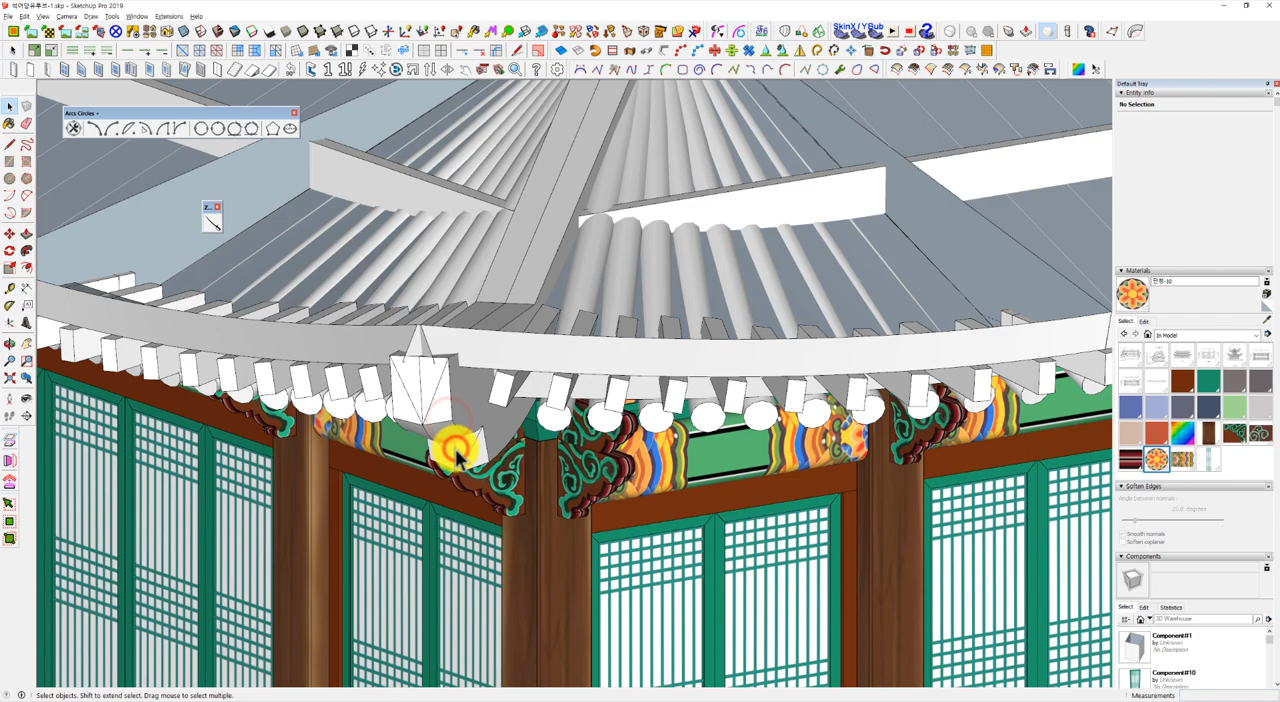 석어당유루프-1.skp - SketchUp Pro 2019
File Edit View Camera Draw Tools Window Extensions Help
Arcs Circles +
Z...
Default Tray
Entity Info
No Selection
Materials
단청-10
Select Edit
In Model
Soften Edges
Angle between normals:
20.0 degrees
Smooth normals
Soften coplanar
Components
Select Edit Statistics
3D Warehouse
Component#1
by Unknown
No Description
Component#10
by Unknown
No Description
Select objects. Shift to extend select. Drag mouse to select multiple.
Measurements